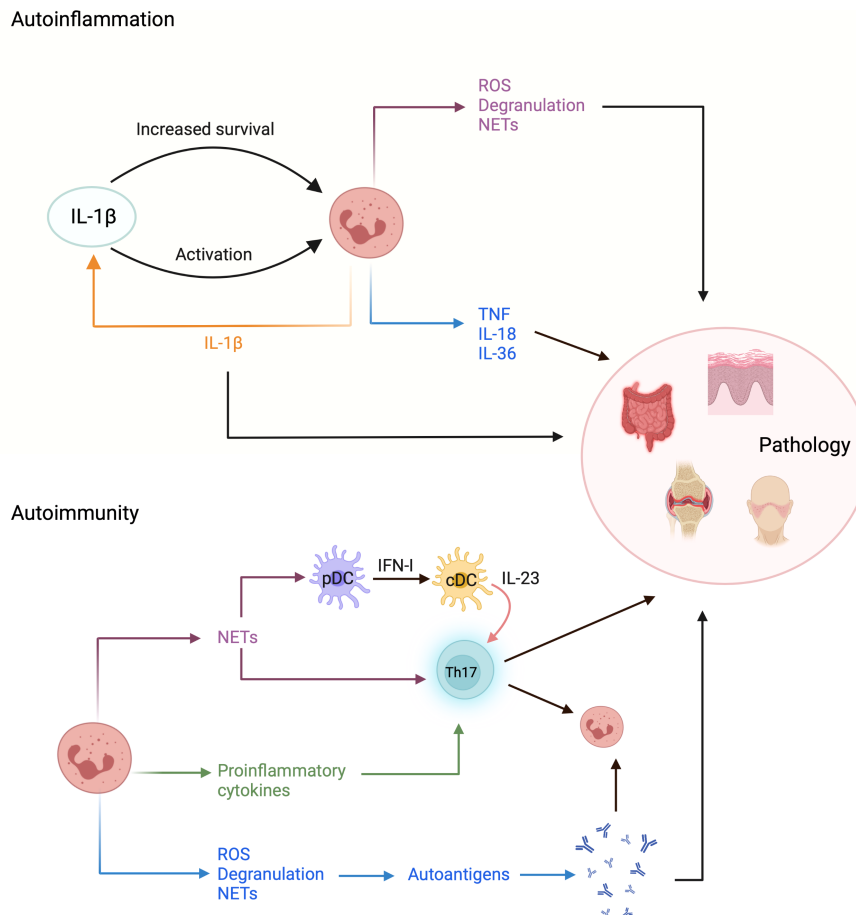 Autoinflammation
ROS
Degranulation
NETs
Increased survival
IL-1β
Activation
TNF
IL-18
IL-36
IL-1β
Pathology
Autoimmunity
pDC
IFN-I
cDC
IL-23
NETs
Th17
Proinflammatory
cytokines
ROS
Degranulation
NETs
Autoantigens